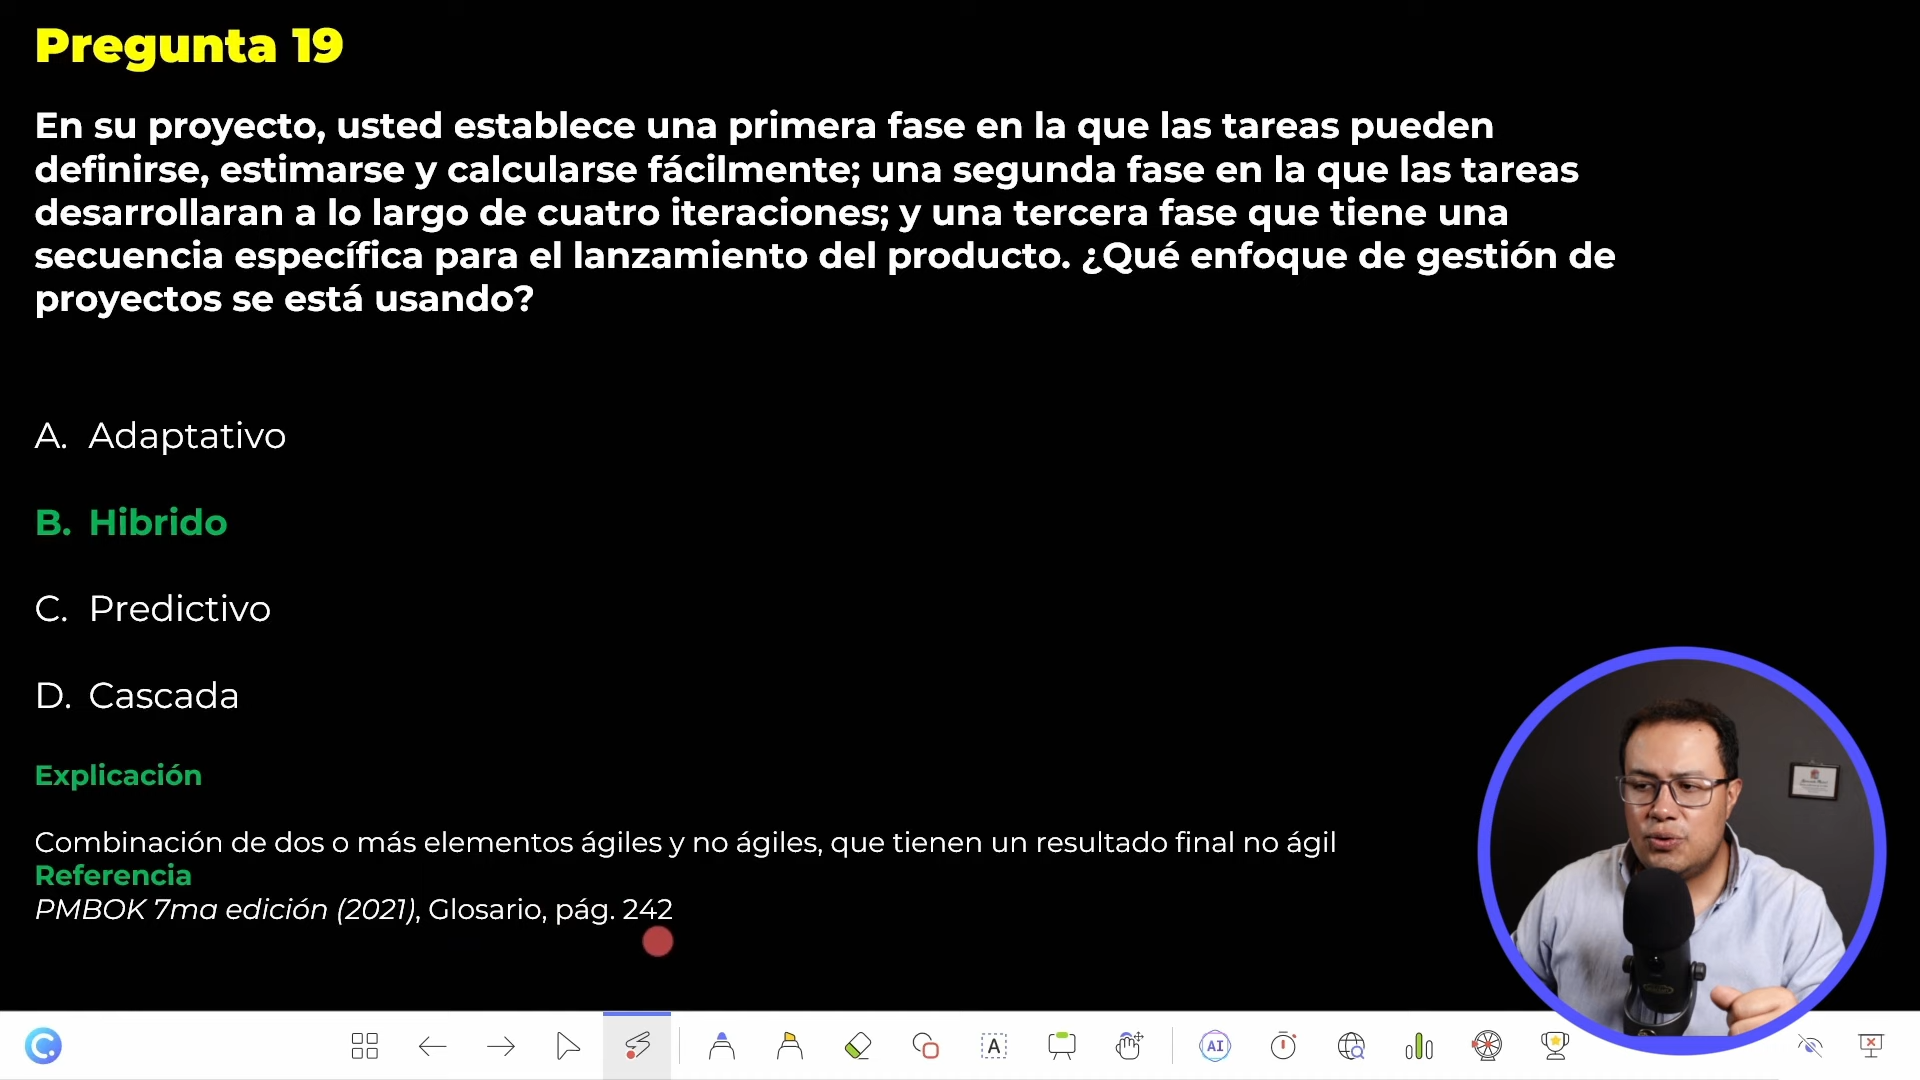 Pregunta 19
En su proyecto, usted establece una primera fase en la que las tareas pueden
definirse, estimarse y calcularse fácilmente; una segunda fase en la que las tareas
desarrollaran a lo largo de cuatro iteraciones; y una tercera fase que tiene una
secuencia específica para el lanzamiento del producto. ¿Qué enfoque de gestión de
proyectos se está usando?
A. Adaptativo
B. Hibrido
C. Predictivo
D. Cascada
Explicación
Combinación de dos o más elementos ágiles y no ágiles, que tienen un resultado final no ágil
Referencia
PMBOK 7ma edición (2021), Glosario, pág. 242
A
AI